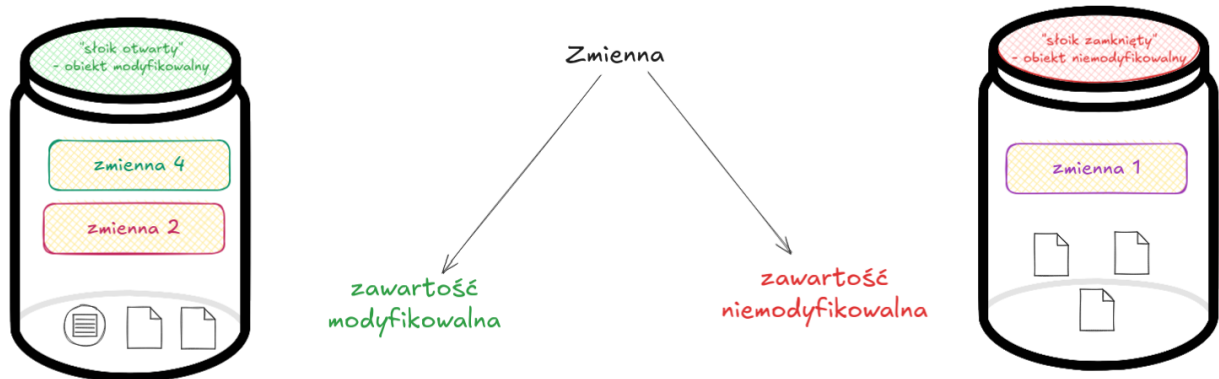 "słoik otwarty"
- obiekt modyfikowalny
zmienna 4
zmienna 2
Zmienna
zawartość
modyfikowalna
zawartość
niemodyfikowalna
"słoik zamknięty"
- obiekt niemodyfikowalny
zmienna 1